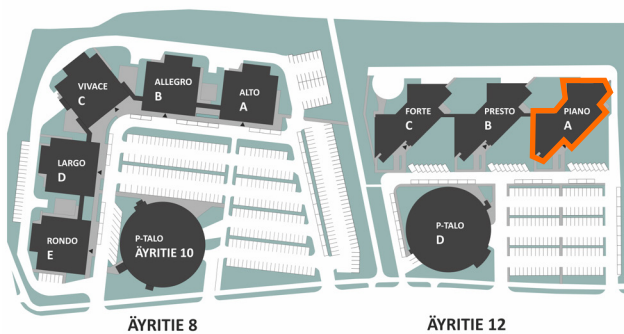 VIVACE
C
ALLEGRO
B
ALTO
A
LARGO
D
RONDO
E
P-TALO
ÄYRITIE 10
FORTE
C
PRESTO
B
PIANO
A
P-TALO
D
ÄYRITIE 8
ÄYRITIE 12